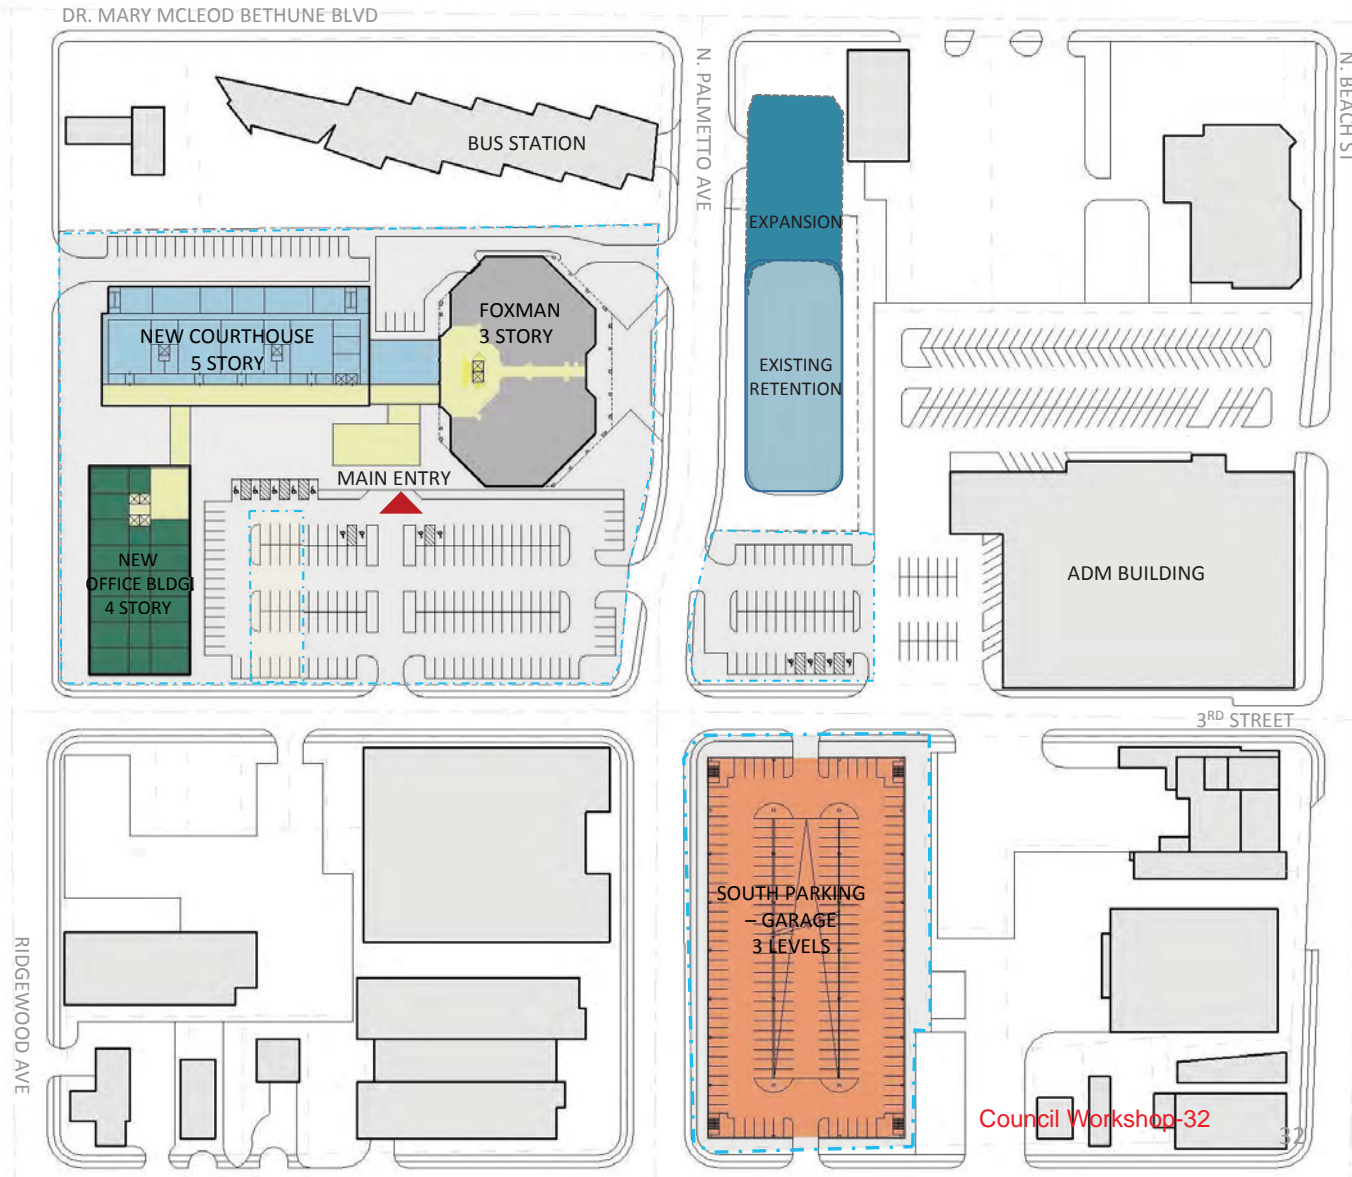 DR. MARY MCLEOD BETHUNE BLVD
N. PALMETTO AVE
N. BEACH ST
BUS STATION
EXPANSION
FOXMAN
3 STORY
NEW COURTHOUSE
5 STORY
EXISTING
RETENTION
MAIN ENTRY
NEW
OFFICE BLDG
4 STORY
ADM BUILDING
3RD STREET
SOUTH PARKING
– GARAGE
3 LEVELS
RIDGEWOOD AVE
Council Workshop-32
32